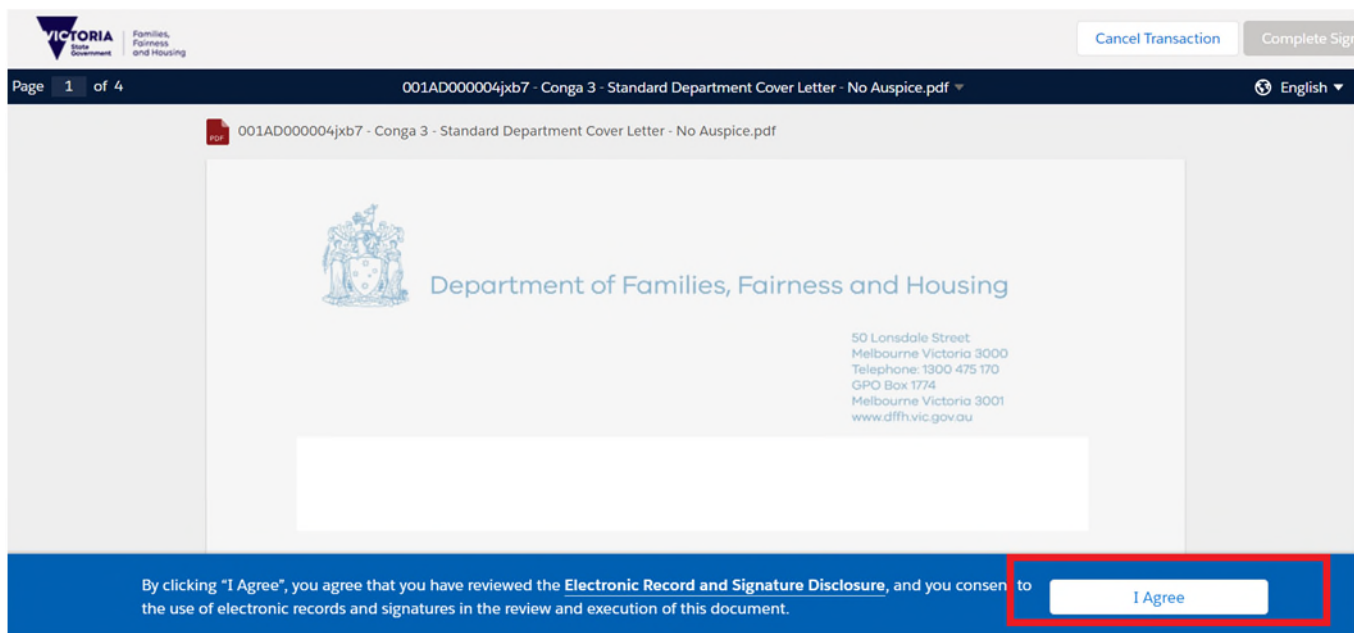 VICTORIA
State
Government
Families,
Fairness
and Housing
Cancel Transaction
Complete Sign
Page 1 of 4
001AD000004jxb7 - Conga 3 - Standard Department Cover Letter - No Auspice.pdf
English
PDF
001AD000004jxb7 - Conga 3 - Standard Department Cover Letter - No Auspice.pdf
Department of Families, Fairness and Housing
50 Lonsdale Street
Melbourne Victoria 3000
Telephone: 1300 475 170
GPO Box 1774
Melbourne Victoria 3001
www.dffh.vic.gov.au
By clicking "I Agree", you agree that you have reviewed the Electronic Record and Signature Disclosure, and you consent to
the use of electronic records and signatures in the review and execution of this document.
I Agree